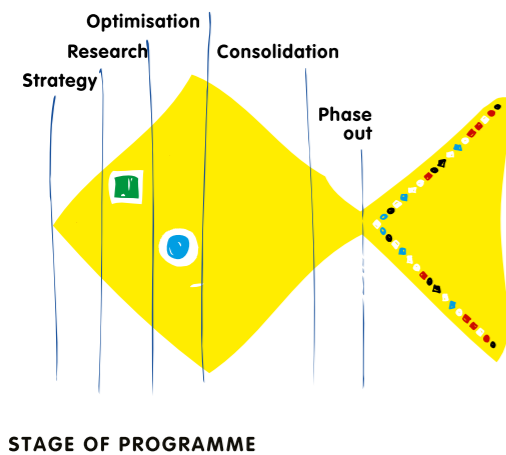 Optimisation
Research
Consolidation
Strategy
Phase
out
STAGE OF PROGRAMME